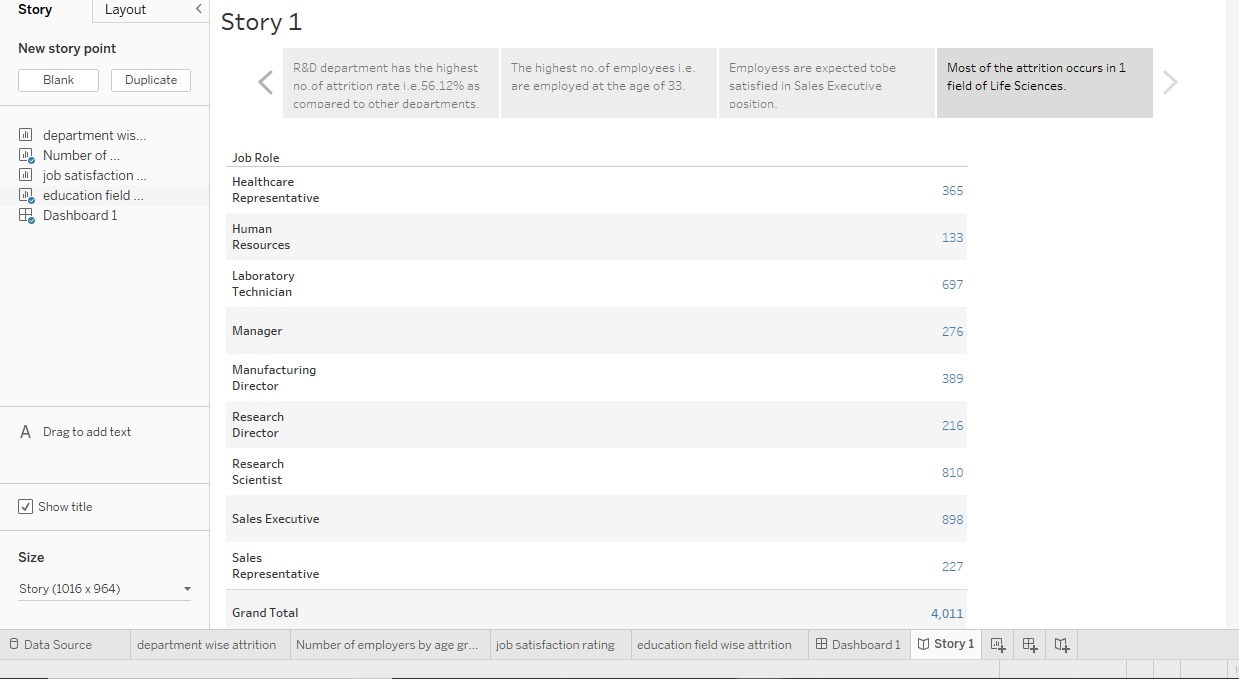 Story
Layout
Story 1
New story point
Blank
Duplicate
R&D department has the highest
no.of attrition rate i.e.56.12% as
compared to other departments.
The highest no.of employees i.e.
are employed at the age of 33.
Employess are expected tobe
satisfied in Sales Executive
position.
Most of the attrition occurs in 1
field of Life Sciences.
department wis...
Number of ...
job satisfaction ...
education field ...
Dashboard 1
A Drag to add text
Show title
Size
Story (1016 x 964)
Job Role
Healthcare
Representative
365
Human
Resources
133
Laboratory
Technician
697
Manager
276
Manufacturing
Director
389
Research
Director
216
Research
Scientist
810
Sales Executive
898
Sales
Representative
227
Grand Total
4,011
Data Source
department wise attrition
Number of employers by age gr...
job satisfaction rating
education field wise attrition
Dashboard 1
Story 1